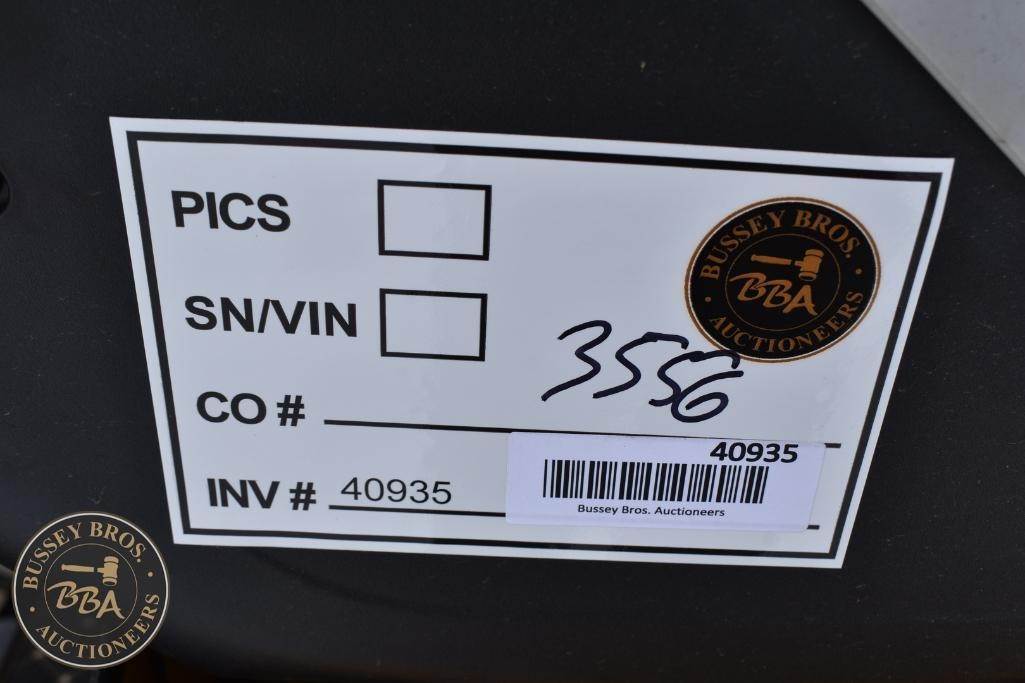 PICS
BUSSEY BROS.
BBA
AUCTIONEERS
SN/VIN
3556
CO #
40935
INV # 40935
Bussey Bros. Auctioneers
BUSSEY BROS.
BBA
AUCTIONEERS